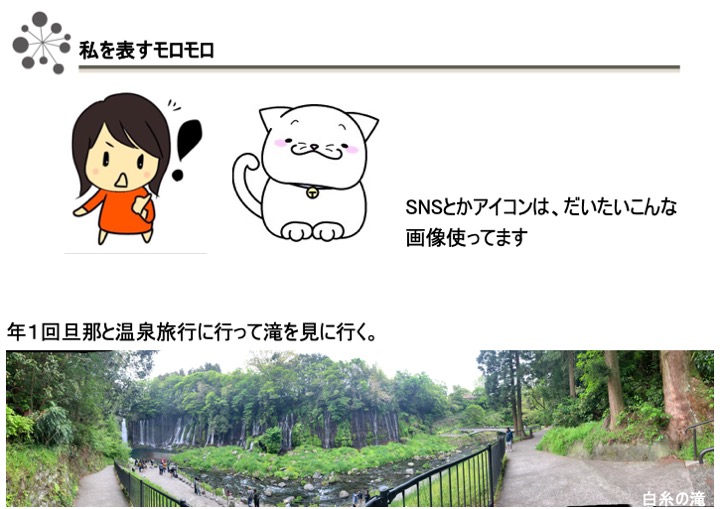 私を表すモロモロ
SNSとかアイコンは、だいたいこんな
画像使ってます
年１回旦那と温泉旅行に行って滝を見に行く。
白糸の滝